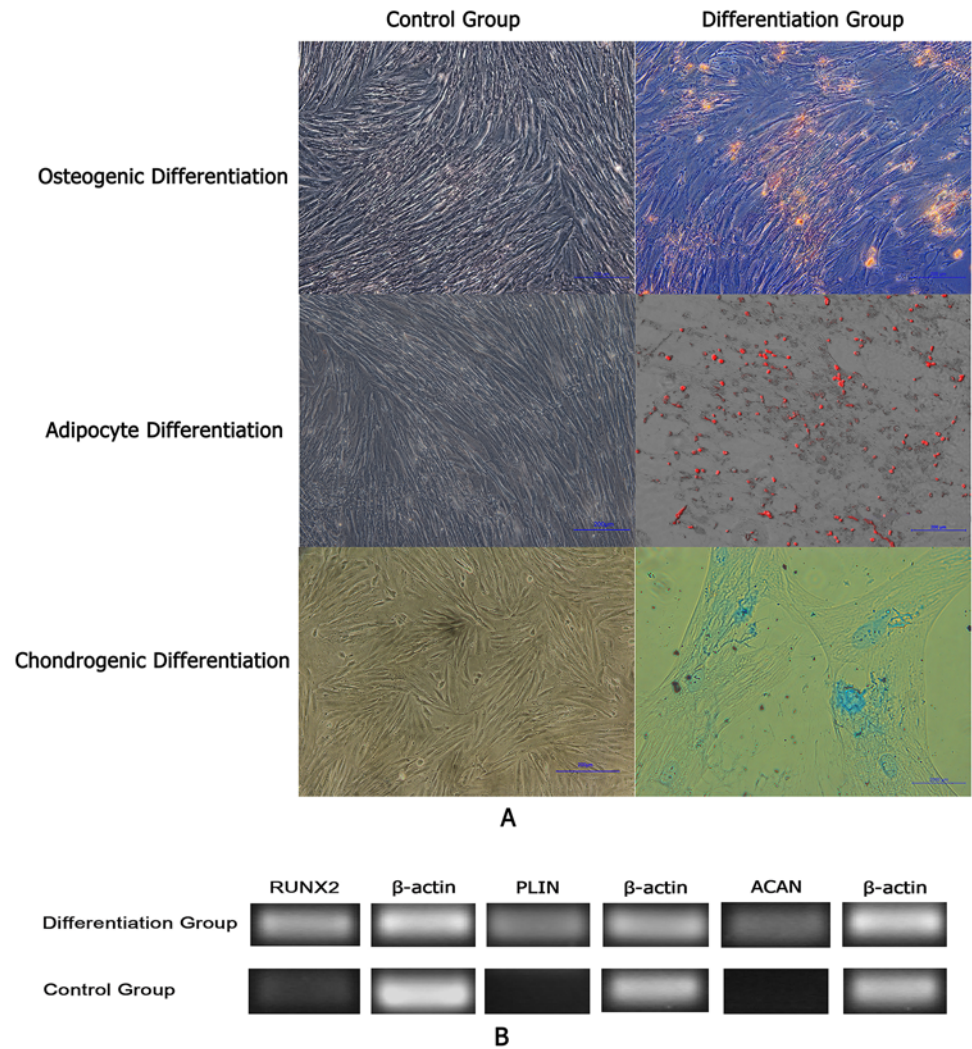 Control Group Differentiation Group
Osteogenic Differentiation
Adipocyte Differentiation
Chondrogenic Differentiation
A
RUNX2 β-actin PLIN β-actin ACAN β-actin
Differentiation Group
Control Group
B